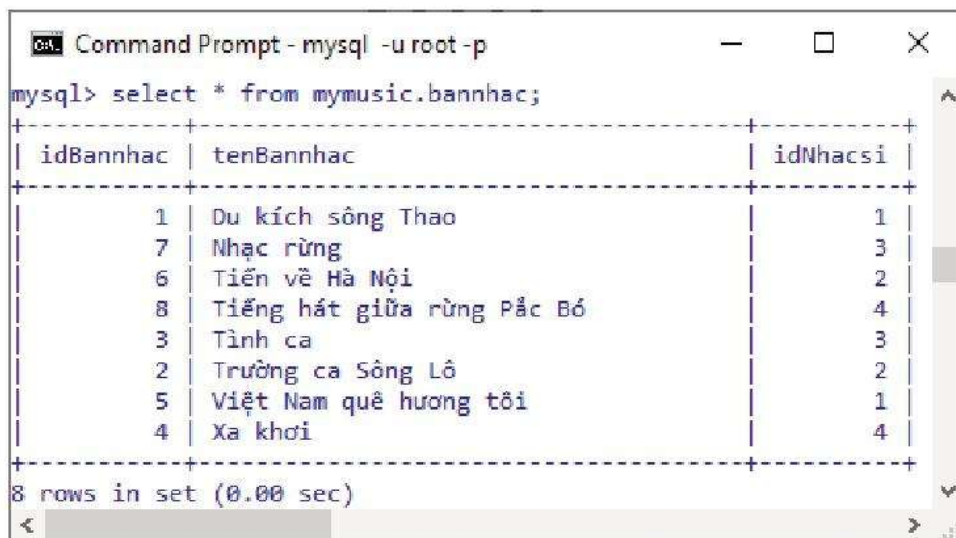 Command Prompt - mysql -u root -p
mysql> select * from mymusic.bannhac;
+-----------+------------------------------------+----------+
| idBannhac | tenBannhac | idNhacsi |
+-----------+------------------------------------+----------+
| 1 | Du kích sông Thao | 1 |
| 7 | Nhạc rừng | 3 |
| 6 | Tiến về Hà Nội | 2 |
| 8 | Tiếng hát giữa rừng Pắc Bó | 4 |
| 3 | Tình ca | 3 |
| 2 | Trường ca Sông Lô | 2 |
| 5 | Việt Nam quê hương tôi | 1 |
| 4 | Xa khơi | 4 |
+-----------+------------------------------------+----------+
8 rows in set (0.00 sec)